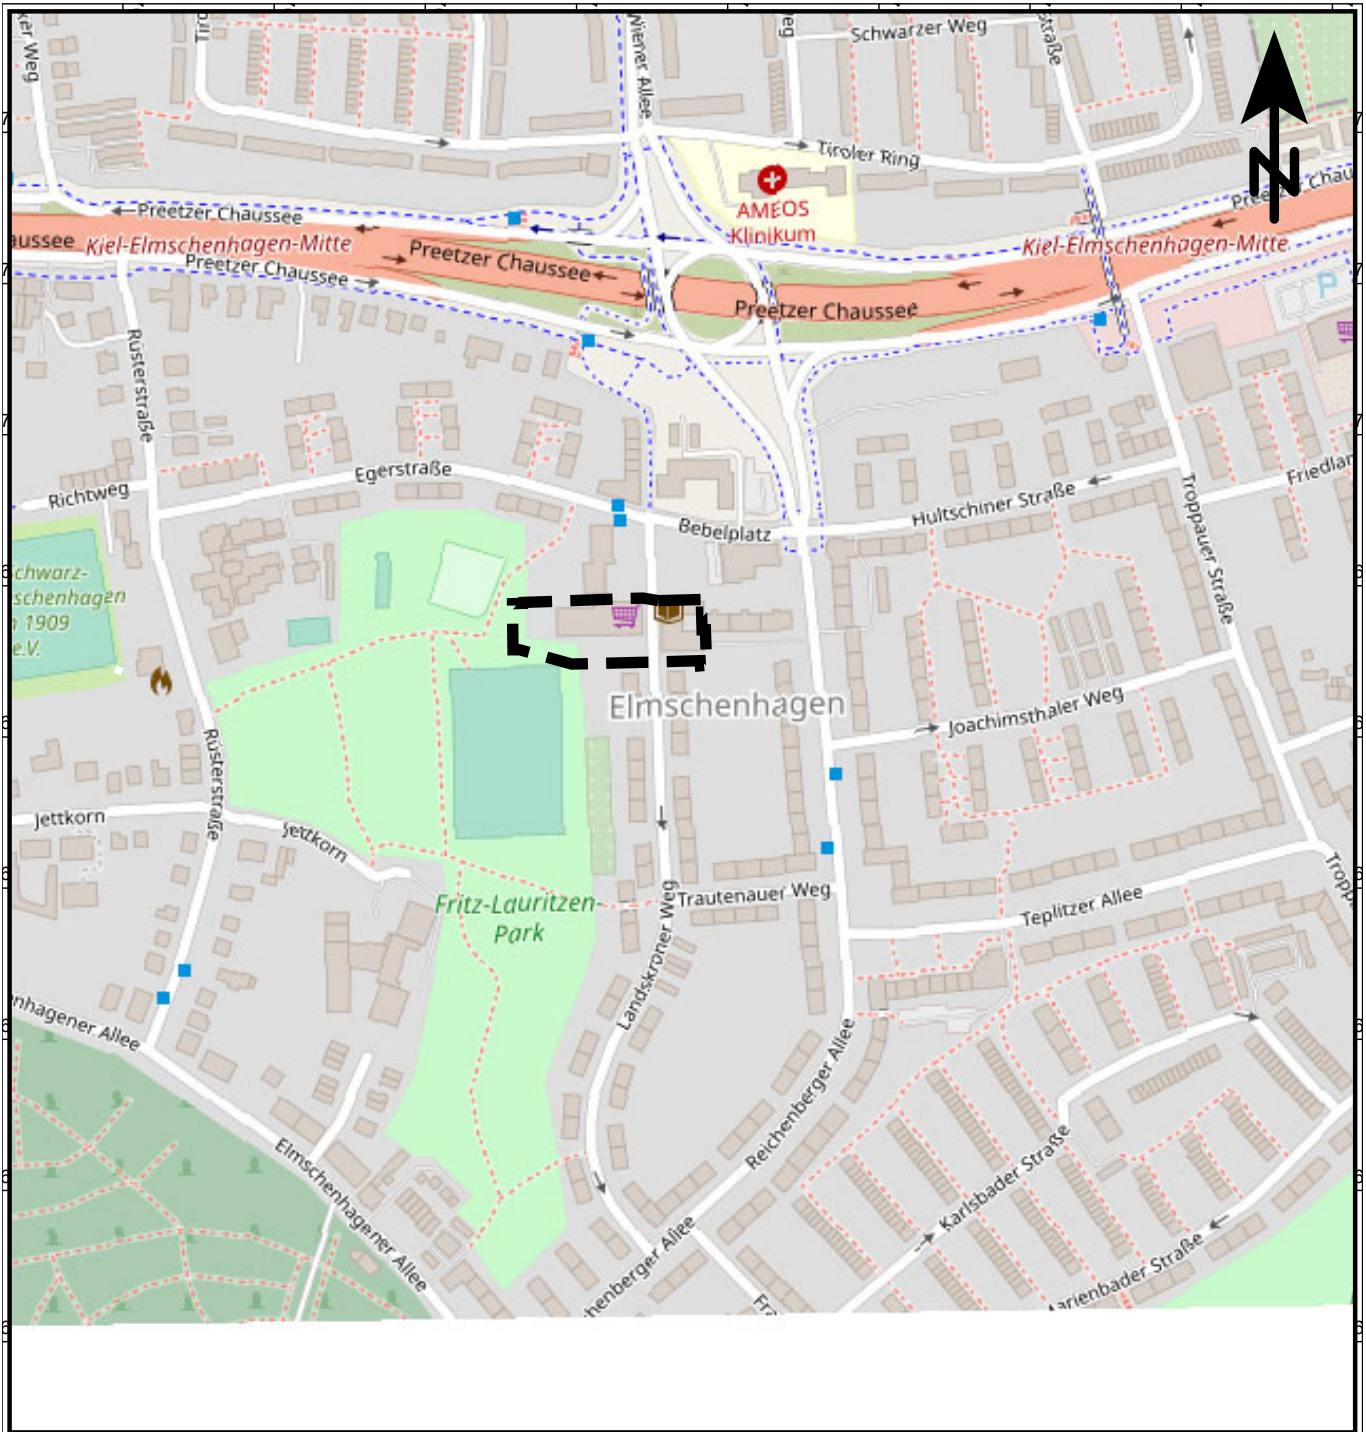 Schwarzer Weg
Wiener Allee
Tiroler Ring
AMEOS
Klinikum
N
Preetzer Chaussee
Kiel-Elmschenhagen-Mitte
Preetzer Chaussee
Preetzer Chaussee
Preetzer Chaussee
Kiel-Elmschenhagen-Mitte
P
Rüsterstraße
Egerstraße
Richtweg
Bebelplatz
Hultschiner Straße
Troppauer Straße
1909
e.V.
Elmschenhagen
Joachimsthaler Weg
Rüsterstraße
Jettkorn
Jettkorn
Fritz-Lauritzen-
Park
Trautenauer Weg
Landskroner Weg
Teplitzer Allee
Reichenberger Allee
Karlsbader Straße
Elmschenhagener Allee